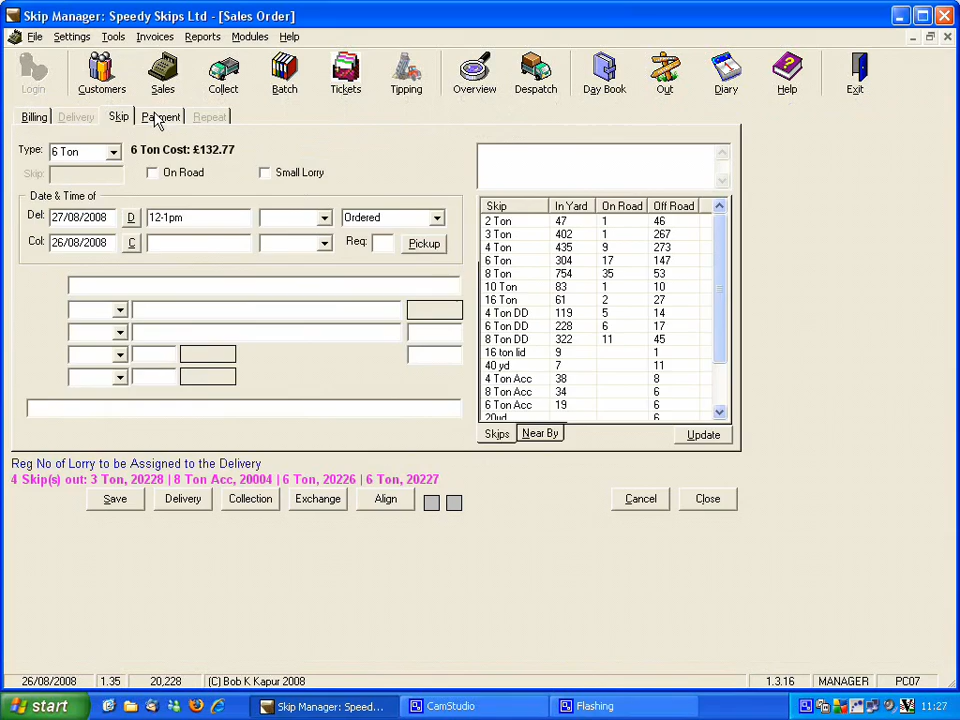 Skip Manager: Speedy Skips Ltd - [Sales Order]
File Settings Tools Invoices Reports Modules Help
Login Customers Sales Collect Batch Tickets Tipping Overview Despatch Day Book Out Diary Help Exit
Billing Delivery Skip Payment Repeat
Type: 6 Ton 6 Ton Cost: £132.77
Skip: On Road Small Lorry
Date & Time of
Del: 27/08/2008 D 12-1pm Ordered
Col: 26/08/2008 C Req: Pickup
Skip In Yard On Road Off Road
2 Ton 47 1 46
3 Ton 402 1 267
4 Ton 435 9 273
6 Ton 304 17 147
8 Ton 754 35 53
10 Ton 83 1 10
16 Ton 61 2 27
4 Ton DD 119 5 14
6 Ton DD 228 6 17
8 Ton DD 322 11 45
16 ton lid 9 1
40 yd 7 11
4 Ton Acc 38 8
8 Ton Acc 34 6
6 Ton Acc 19 6
20yd 6
Skips Near By Update
Reg No of Lorry to be Assigned to the Delivery
4 Skip(s) out: 3 Ton, 20228 | 8 Ton Acc, 20004 | 6 Ton, 20226 | 6 Ton, 20227
Save Delivery Collection Exchange Align Cancel Close
26/08/2008 1.35 20,228 (C) Bob K Kapur 2008 1.3.16 MANAGER PC07
start Skip Manager: Speed... CamStudio Flashing 11:27